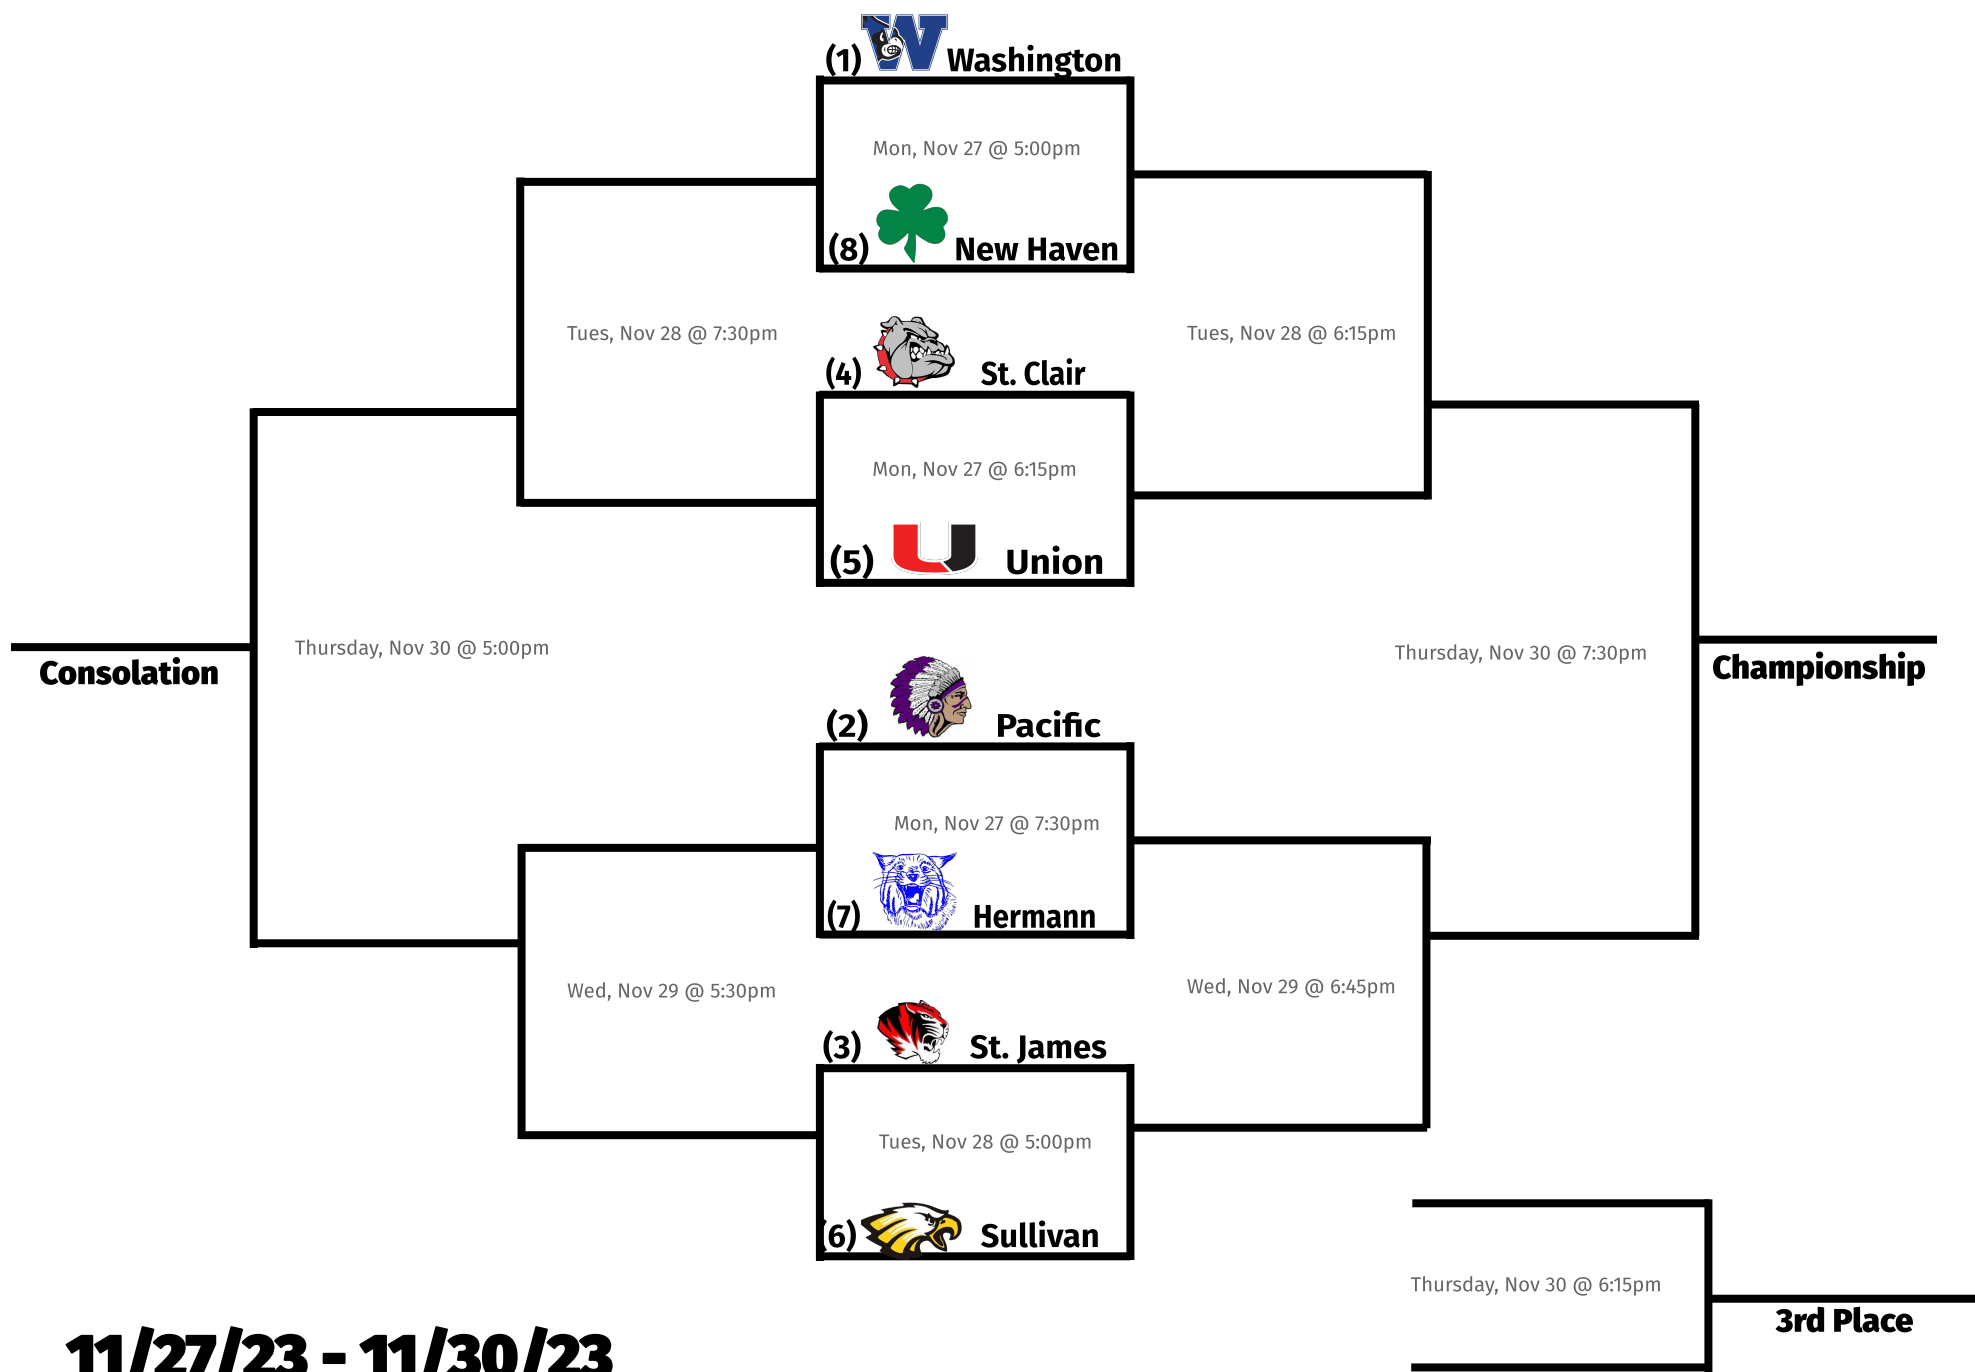 (1) Washington
Mon, Nov 27 @ 5:00pm
(8) New Haven
Tues, Nov 28 @ 7:30pm
Tues, Nov 28 @ 6:15pm
(4) St. Clair
Mon, Nov 27 @ 6:15pm
(5) Union
Thursday, Nov 30 @ 5:00pm
Thursday, Nov 30 @ 7:30pm
Consolation
Championship
(2) Pacific
Mon, Nov 27 @ 7:30pm
(7) Hermann
Wed, Nov 29 @ 5:30pm
Wed, Nov 29 @ 6:45pm
(3) St. James
Tues, Nov 28 @ 5:00pm
(6) Sullivan
Thursday, Nov 30 @ 6:15pm
3rd Place
11/27/23 - 11/30/23